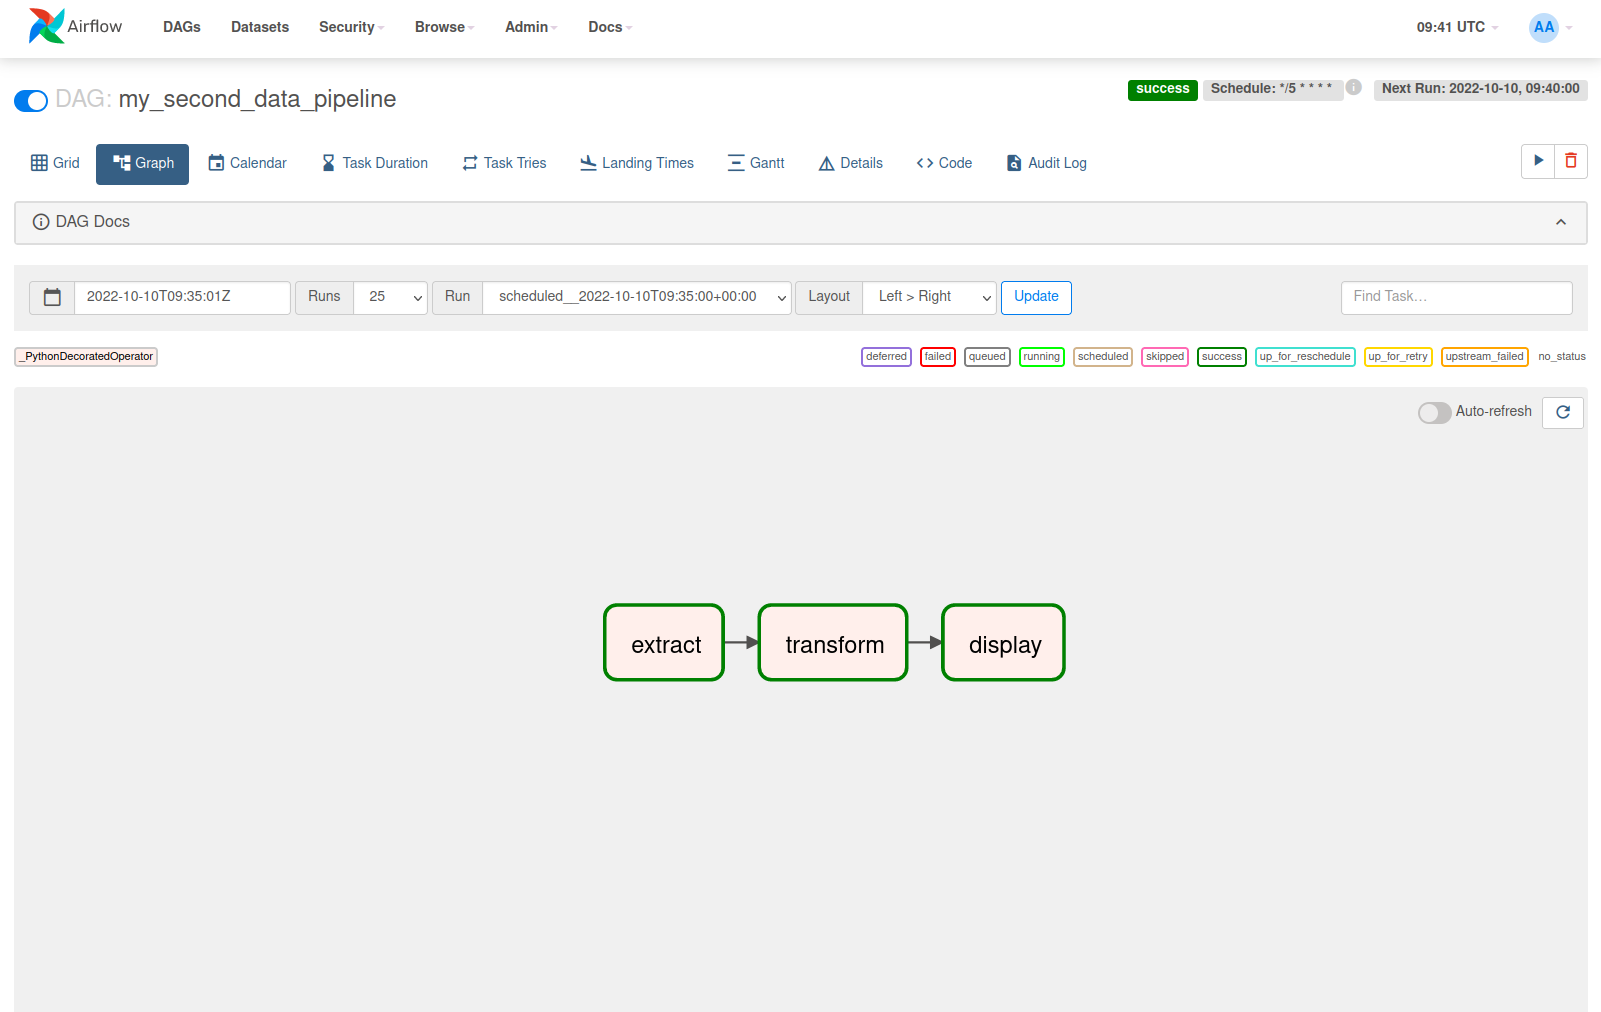 Airflow DAGs Datasets Security Browse Admin Docs 09:41 UTC AA
DAG: my_second_data_pipeline success Schedule: */5 * * * * i Next Run: 2022-10-10, 09:40:00
Grid Graph Calendar Task Duration Task Tries Landing Times Gantt Details Code Audit Log
DAG Docs
2022-10-10T09:35:01Z Runs 25 Run scheduled__2022-10-10T09:35:00+00:00 Layout Left > Right Update Find Task…
_PythonDecoratedOperator deferred failed queued running scheduled skipped success up_for_reschedule up_for_retry upstream_failed no_status
Auto-refresh
extract transform display